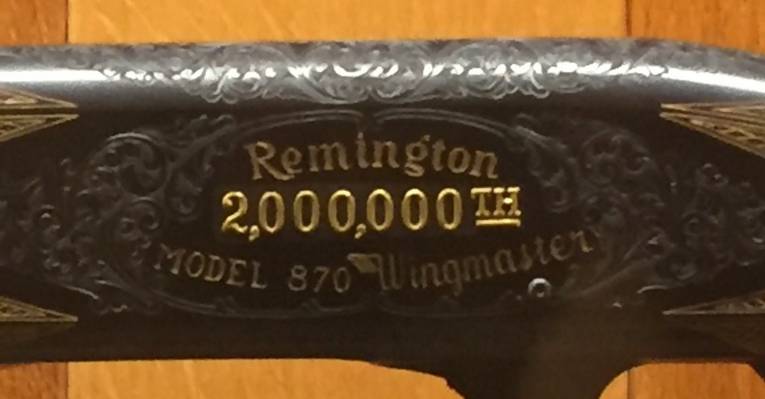 Remington
2,000,000TH
MODEL 870 Wingmaster